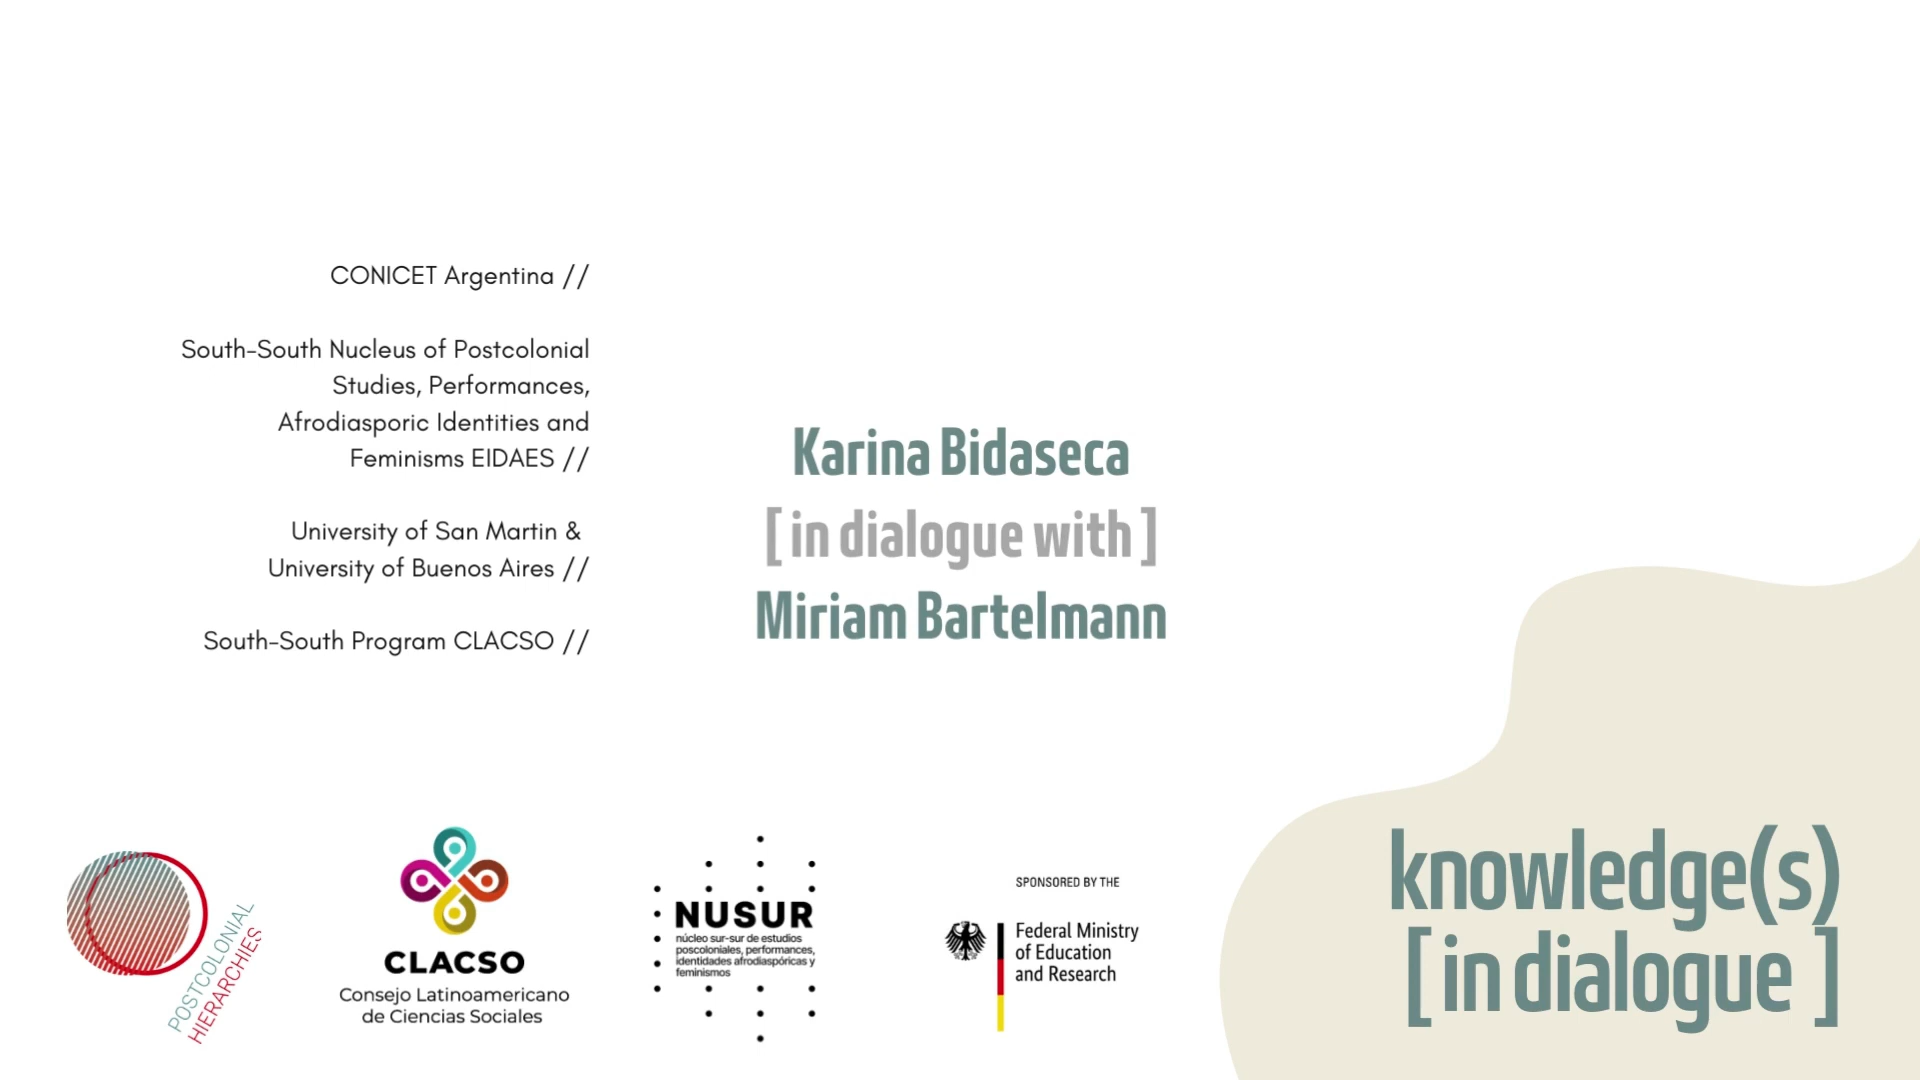 CONICET Argentina //
South-South Nucleus of Postcolonial
Studies, Performances,
Afrodiasporic Identities and
Feminisms EIDAES //
University of San Martin &
University of Buenos Aires //
South-South Program CLACSO //
Karina Bidaseca
[ in dialogue with ]
Miriam Bartelmann
POSTCOLONIAL
HIERARCHIES
CLACSO
Consejo Latinoamericano
de Ciencias Sociales
NUSUR
núcleo sur-sur de estudios
poscoloniales, performances,
identidades afrodiaspóricas y
feminismos
SPONSORED BY THE
Federal Ministry
of Education
and Research
knowledge(s)
[ in dialogue ]